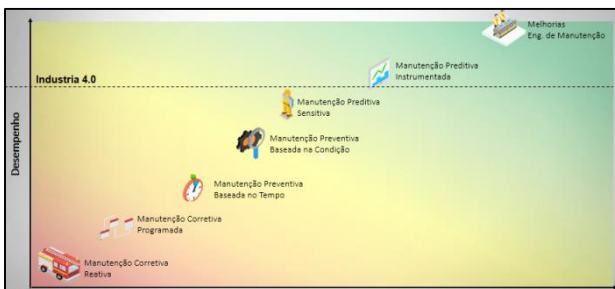 Melhorias
Eng. de Manutenção
Manutenção Preditiva
Instrumentada
Industria 4.0
Manutenção Preditiva
Sensitiva
Manutenção Preventiva
Baseada na Condição
Desempenho
Manutenção Preventiva
Baseada no Tempo
Manutenção Corretiva
Programada
Manutenção Corretiva
Reativa